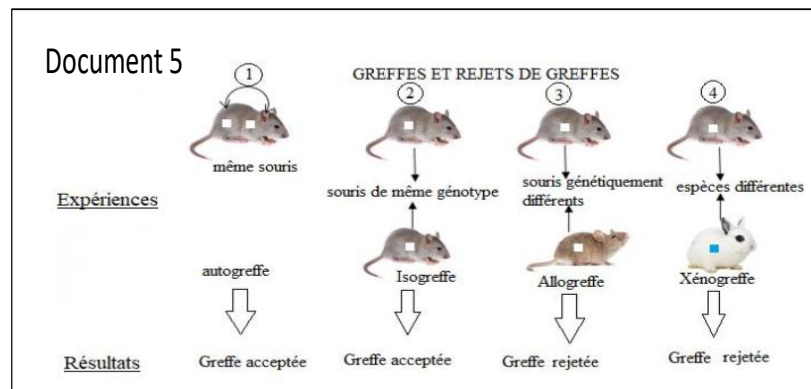 Document 5
GREFFES ET REJETS DE GREFFES
1
2
3
4
même souris
souris de même génotype
souris génétiquement
différents
espèces différentes
Expériences
autogreffe
Isogreffe
Allogreffe
Xénogreffe
Résultats
Greffe acceptée
Greffe acceptée
Greffe rejetée
Greffe rejetée